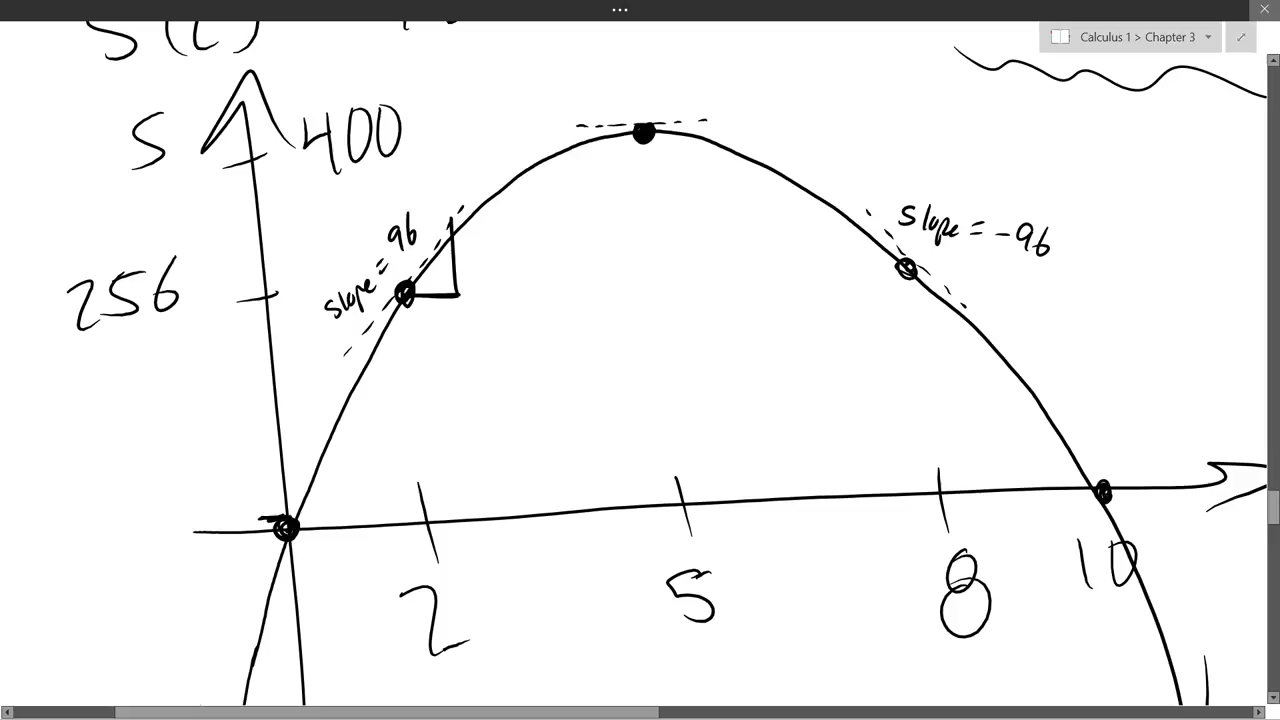 Calculus 1 > Chapter 3
S 400
slope = 96
slope = -96
256
2 5 8 10